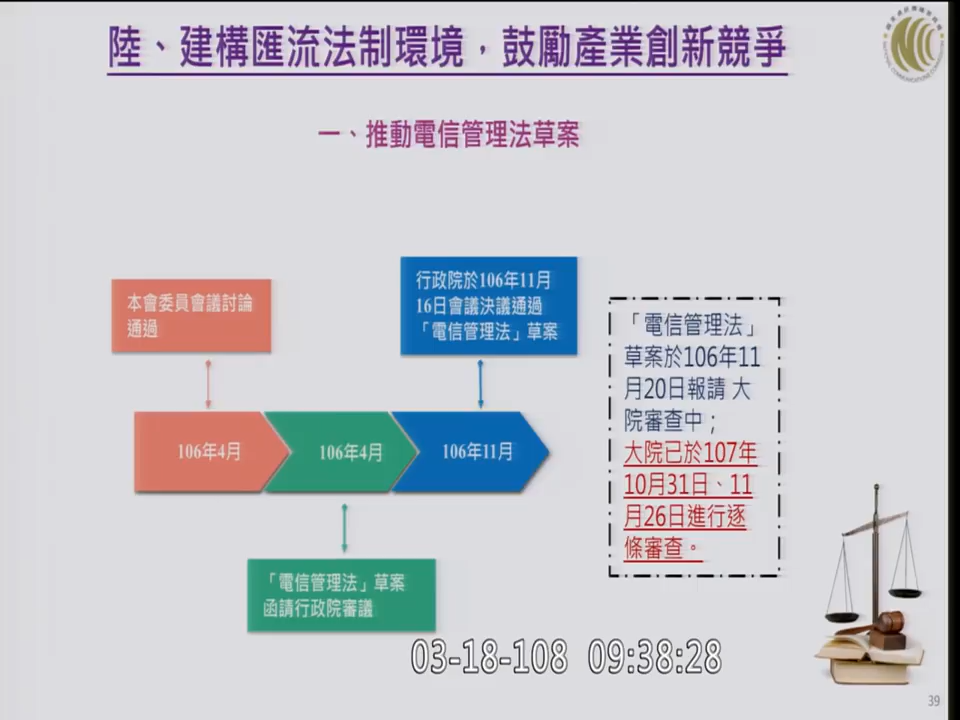 陸、建構匯流法制環境，鼓勵產業創新競爭
一、推動電信管理法草案
本會委員會議討論
通過
行政院於106年11月
16日會議決議通過
「電信管理法」草案
106年4月
106年4月
106年11月
「電信管理法」草案
函請行政院審議
「電信管理法」
草案於106年11
月20日報請 大
院審查中；
大院已於107年
10月31日、11
月26日進行逐
條審查。
03-18-108 09:38:28
39